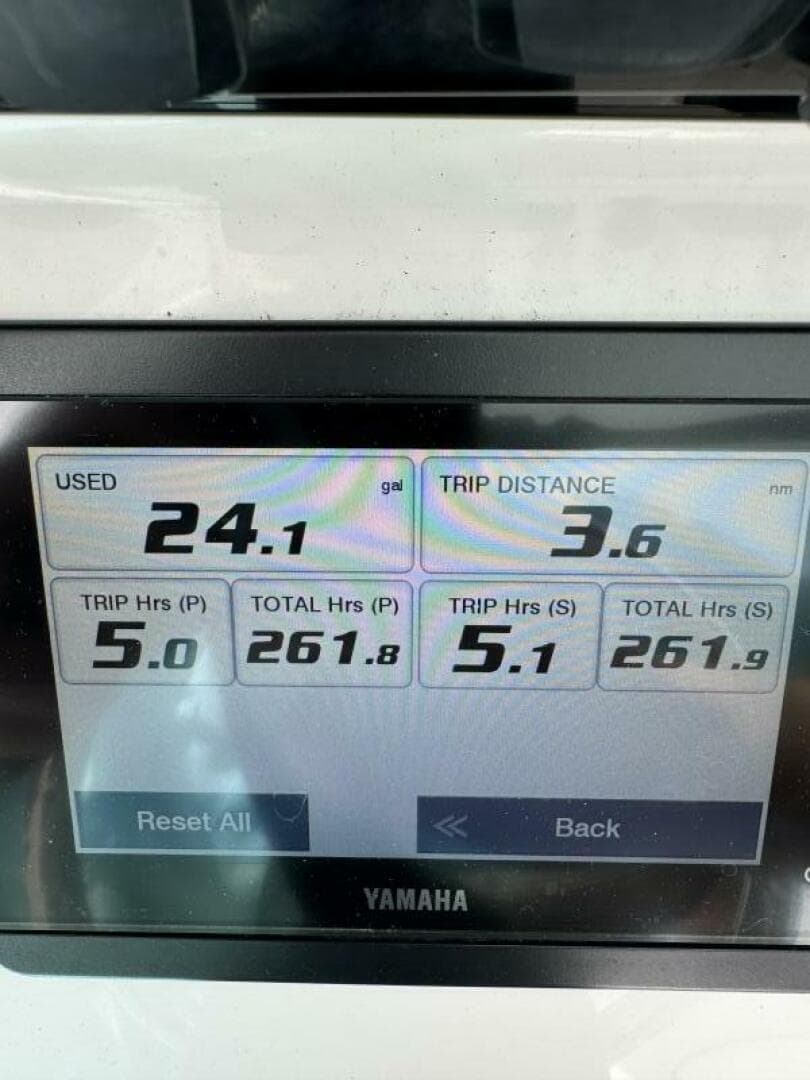 USED gal
24.1
TRIP DISTANCE nm
3.6
TRIP Hrs (P)
5.0
TOTAL Hrs (P)
261.8
TRIP Hrs (S)
5.1
TOTAL Hrs (S)
261.9
Reset All
Back
YAMAHA